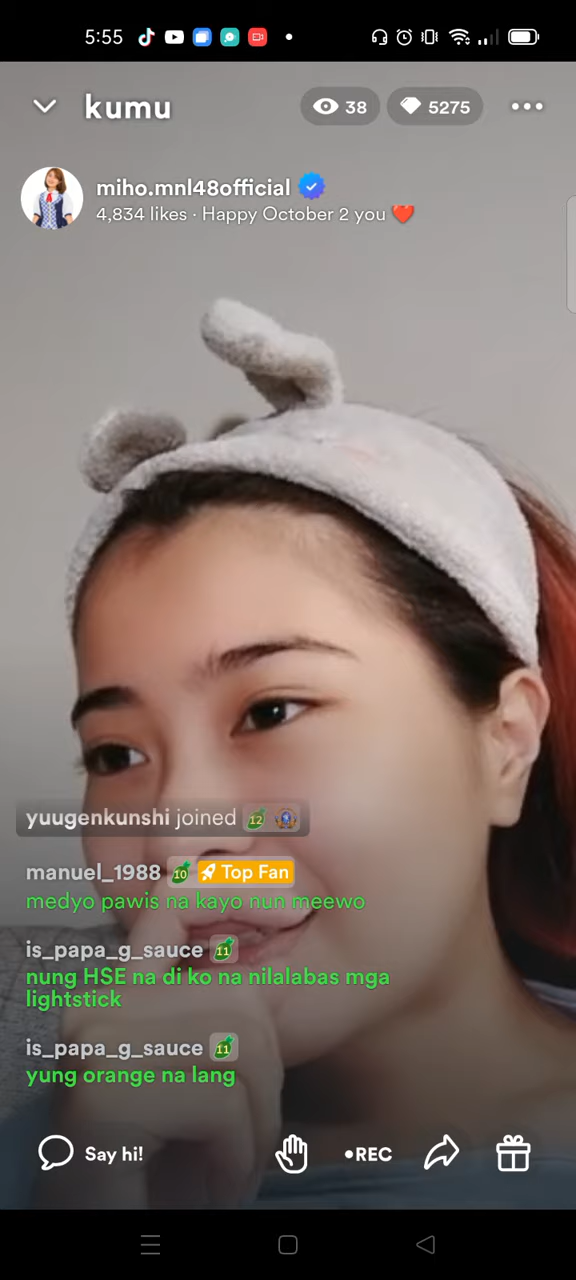 5:55
kumu
38
5275
miho.mnl48official
4,834 likes · Happy October 2 you ❤️
yuugenkunshi joined 12
manuel_1988 10 Top Fan
medyo pawis na kayo nun meewo
is_papa_g_sauce 11
nung HSE na di ko na nilalabas mga
lightstick
is_papa_g_sauce 11
yung orange na lang
Say hi!
•REC